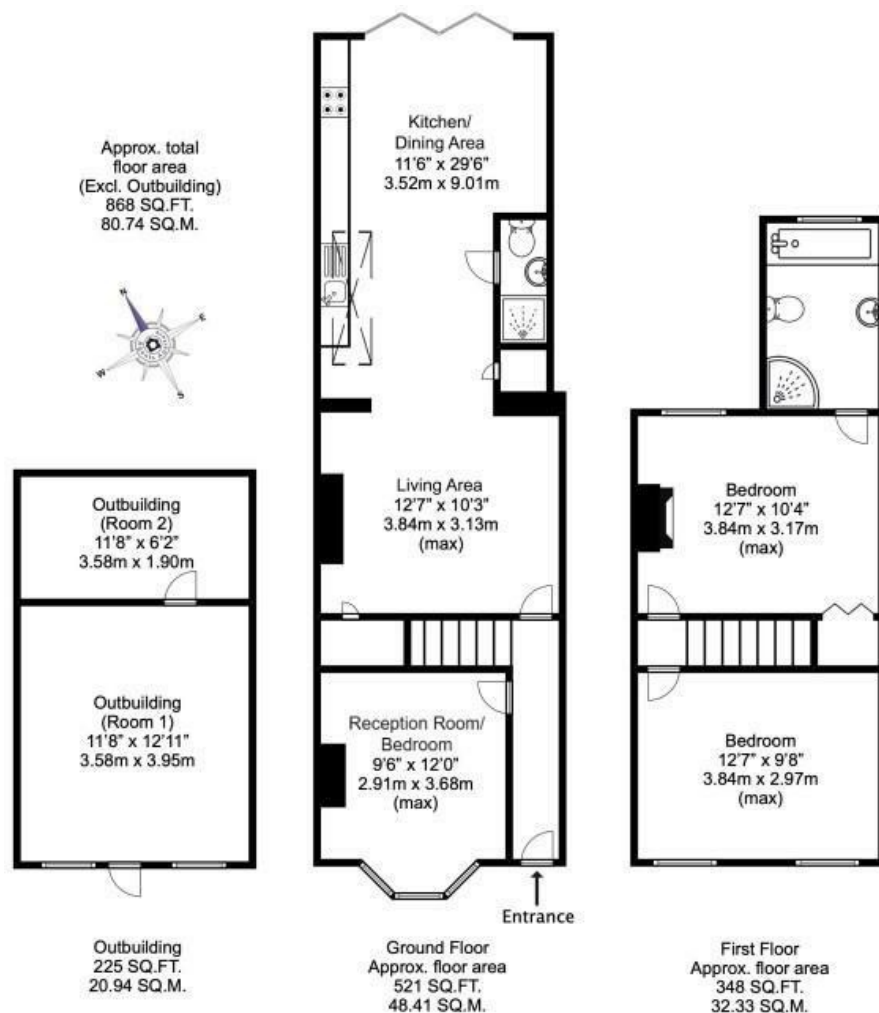 Approx. total
floor area
(Excl. Outbuilding)
868 SQ.FT.
80.74 SQ.M.
N
E
S
W
Outbuilding
(Room 2)
11'8" x 6'2"
3.58m x 1.90m
Outbuilding
(Room 1)
11'8" x 12'11"
3.58m x 3.95m
Outbuilding
225 SQ.FT.
20.94 SQ.M.
Kitchen/
Dining Area
11'6" x 29'6"
3.52m x 9.01m
Living Area
12'7" x 10'3"
3.84m x 3.13m
(max)
Reception Room/
Bedroom
9'6" x 12'0"
2.91m x 3.68m
(max)
Entrance
Ground Floor
Approx. floor area
521 SQ.FT.
48.41 SQ.M.
Bedroom
12'7" x 10'4"
3.84m x 3.17m
(max)
Bedroom
12'7" x 9'8"
3.84m x 2.97m
(max)
First Floor
Approx. floor area
348 SQ.FT.
32.33 SQ.M.